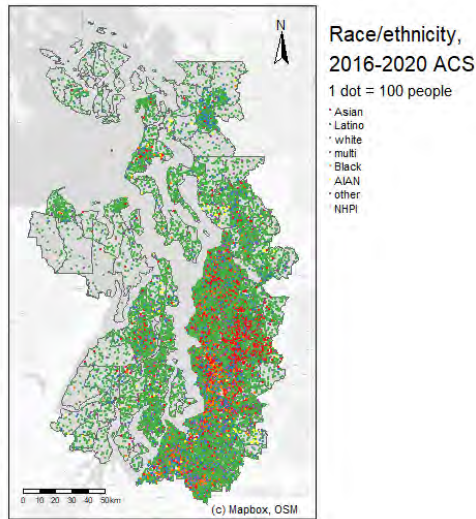 N
Race/ethnicity,
2016-2020 ACS
1 dot = 100 people
Asian
Latino
white
multi
Black
AIAN
other
NHPI
0 10 20 30 40 50km
(c) Mapbox, OSM